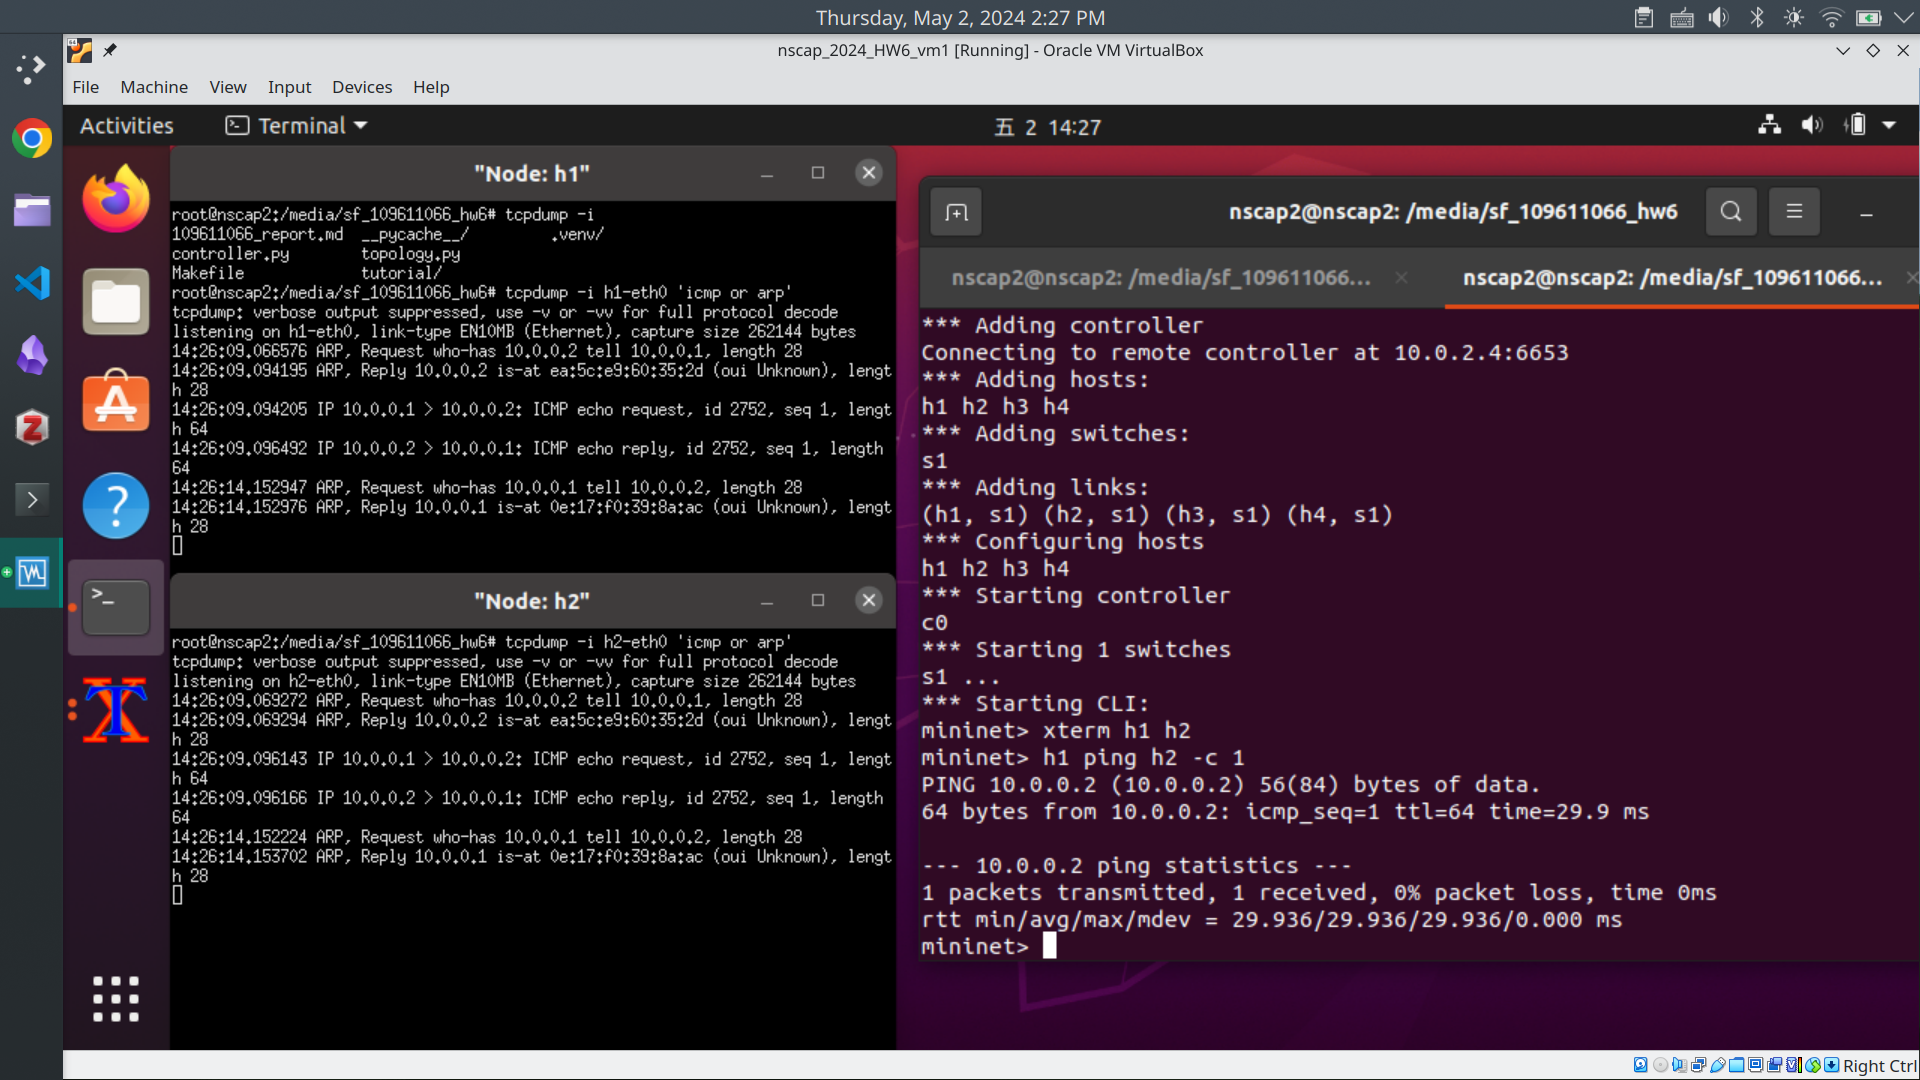 Thursday, May 2, 2024 2:27 PM
nscap_2024_HW6_vm1 [Running] - Oracle VM VirtualBox
File Machine View Input Devices Help
Activities Terminal 五 2 14:27
"Node: h1"
root@nscap2:/media/sf_109611066_hw6# tcpdump -i
109611066_report.md __pycache__/ .venv/
controller.py topology.py
Makefile tutorial/
root@nscap2:/media/sf_109611066_hw6# tcpdump -i h1-eth0 'icmp or arp'
tcpdump: verbose output suppressed, use -v or -vv for full protocol decode
listening on h1-eth0, link-type EN10MB (Ethernet), capture size 262144 bytes
14:26:09.066576 ARP, Request who-has 10.0.0.2 tell 10.0.0.1, length 28
14:26:09.094195 ARP, Reply 10.0.0.2 is-at ea:5c:e9:60:35:2d (oui Unknown), lengt
h 28
14:26:09.094205 IP 10.0.0.1 > 10.0.0.2: ICMP echo request, id 2752, seq 1, lengt
h 64
14:26:09.096492 IP 10.0.0.2 > 10.0.0.1: ICMP echo reply, id 2752, seq 1, length
64
14:26:14.152947 ARP, Request who-has 10.0.0.1 tell 10.0.0.2, length 28
14:26:14.152976 ARP, Reply 10.0.0.1 is-at 0e:17:f0:39:8a:ac (oui Unknown), lengt
h 28
"Node: h2"
root@nscap2:/media/sf_109611066_hw6# tcpdump -i h2-eth0 'icmp or arp'
tcpdump: verbose output suppressed, use -v or -vv for full protocol decode
listening on h2-eth0, link-type EN10MB (Ethernet), capture size 262144 bytes
14:26:09.069272 ARP, Request who-has 10.0.0.2 tell 10.0.0.1, length 28
14:26:09.069294 ARP, Reply 10.0.0.2 is-at ea:5c:e9:60:35:2d (oui Unknown), lengt
h 28
14:26:09.096143 IP 10.0.0.1 > 10.0.0.2: ICMP echo request, id 2752, seq 1, lengt
h 64
14:26:09.096166 IP 10.0.0.2 > 10.0.0.1: ICMP echo reply, id 2752, seq 1, length
64
14:26:14.152224 ARP, Request who-has 10.0.0.1 tell 10.0.0.2, length 28
14:26:14.153702 ARP, Reply 10.0.0.1 is-at 0e:17:f0:39:8a:ac (oui Unknown), lengt
h 28
nscap2@nscap2: /media/sf_109611066_hw6
nscap2@nscap2: /media/sf_109611066... nscap2@nscap2: /media/sf_109611066...
*** Adding controller
Connecting to remote controller at 10.0.2.4:6653
*** Adding hosts:
h1 h2 h3 h4
*** Adding switches:
s1
*** Adding links:
(h1, s1) (h2, s1) (h3, s1) (h4, s1)
*** Configuring hosts
h1 h2 h3 h4
*** Starting controller
c0
*** Starting 1 switches
s1 ...
*** Starting CLI:
mininet> xterm h1 h2
mininet> h1 ping h2 -c 1
PING 10.0.0.2 (10.0.0.2) 56(84) bytes of data.
64 bytes from 10.0.0.2: icmp_seq=1 ttl=64 time=29.9 ms
--- 10.0.0.2 ping statistics ---
1 packets transmitted, 1 received, 0% packet loss, time 0ms
rtt min/avg/max/mdev = 29.936/29.936/29.936/0.000 ms
mininet>
Right Ctrl